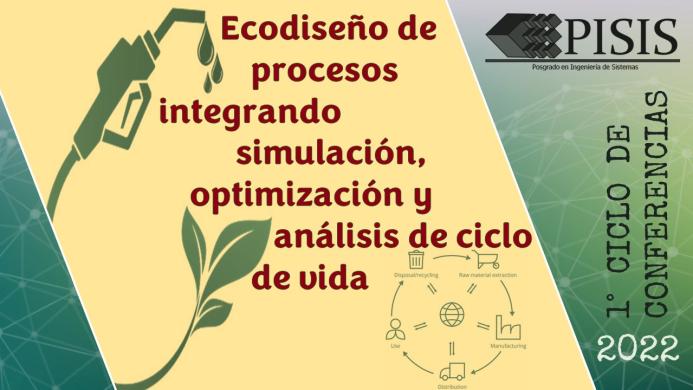 Ecodiseño de
procesos
integrando
simulación,
optimización y
análisis de ciclo
de vida
PISIS
Posgrado en Ingeniería de Sistemas
1° CICLO DE
CONFERENCIAS
2022
Disposal/recycling
Raw material extraction
Use
Manufacturing
Distribution